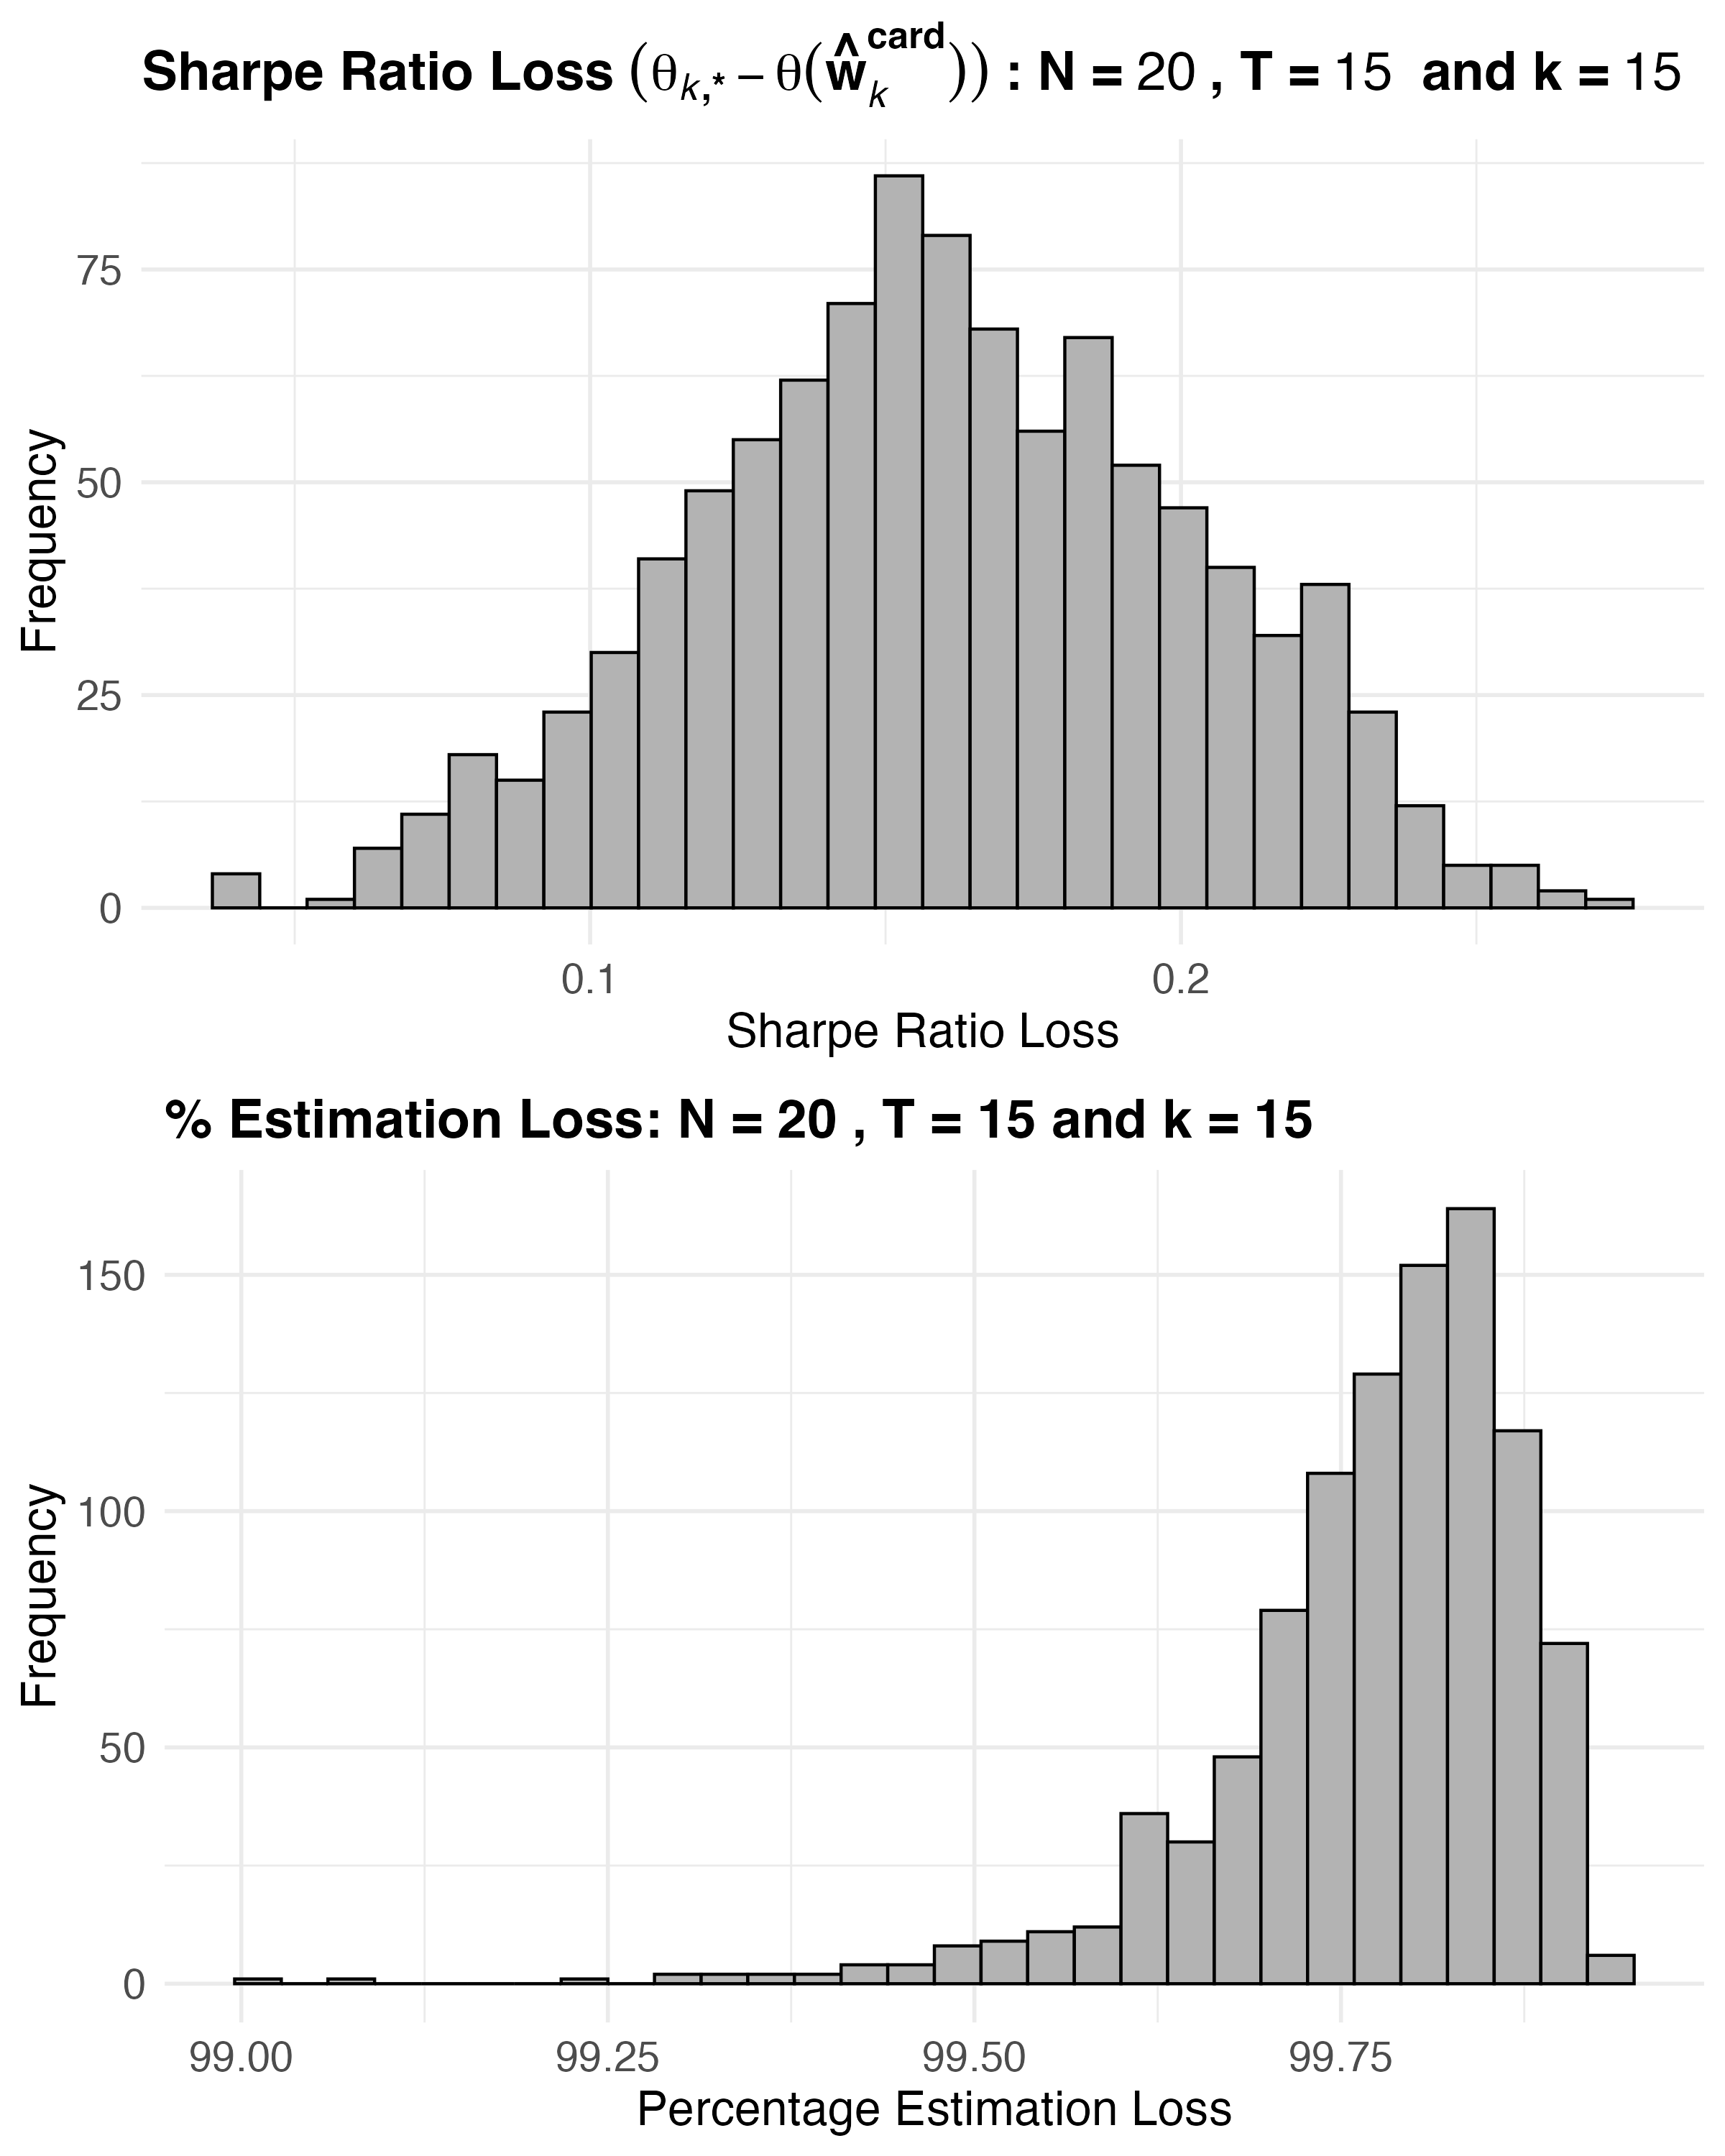 Sharpe Ratio Loss (θk,* − θ(ŵk^card)) : N = 20 , T = 15 and k = 15
75
50
25
0
Frequency
0.1 0.2
Sharpe Ratio Loss
% Estimation Loss: N = 20 , T = 15 and k = 15
150
100
50
0
Frequency
99.00 99.25 99.50 99.75
Percentage Estimation Loss